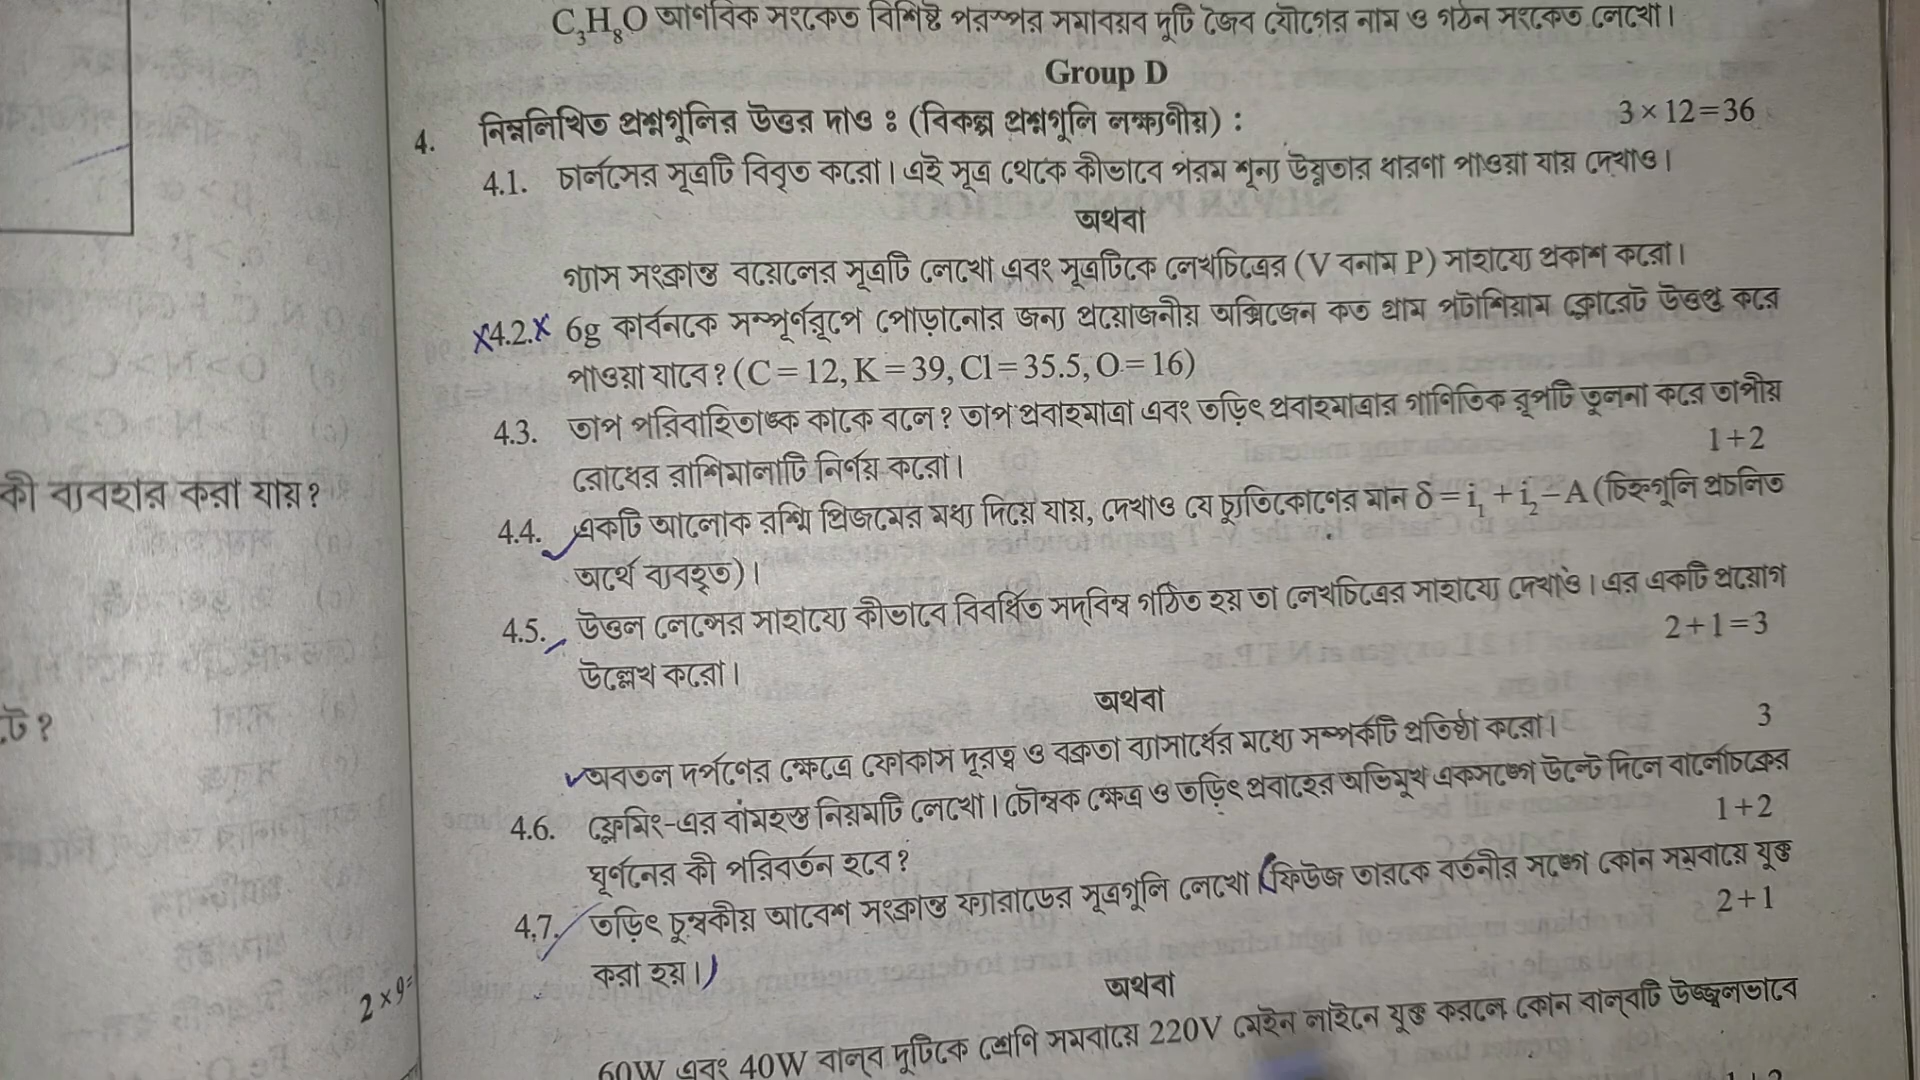 C₃H₈O আণবিক সংকেত বিশিষ্ট পরস্পর সমাবয়ব দুটি জৈব যৌগের নাম ও গঠন সংকেত লেখো।
Group D
4. নিম্নলিখিত প্রশ্নগুলির উত্তর দাও ঃ (বিকল্প প্রশ্নগুলি লক্ষ্যণীয়) : 3 × 12 = 36
4.1. চার্লসের সূত্রটি বিবৃত করো। এই সূত্র থেকে কীভাবে পরম শূন্য উষ্ণতার ধারণা পাওয়া যায় দেখাও।
অথবা
গ্যাস সংক্রান্ত বয়েলের সূত্রটি লেখো এবং সূত্রটিকে লেখচিত্রের (V বনাম P) সাহায্যে প্রকাশ করো।
x4.2.x 6g কার্বনকে সম্পূর্ণরূপে পোড়ানোর জন্য প্রয়োজনীয় অক্সিজেন কত গ্রাম পটাশিয়াম ক্লোরেট উত্তপ্ত করে
পাওয়া যাবে? (C = 12, K = 39, Cl = 35.5, O = 16)
4.3. তাপ পরিবাহিতাঙ্ক কাকে বলে? তাপ প্রবাহমাত্রা এবং তড়িৎ প্রবাহমাত্রার গাণিতিক রূপটি তুলনা করে তাপীয়
রোধের রাশিমালাটি নির্ণয় করো। 1+2
4.4. একটি আলোক রশ্মি প্রিজমের মধ্য দিয়ে যায়, দেখাও যে চ্যুতিকোণের মান δ = i₁ + i₂ – A (চিহ্নগুলি প্রচলিত
অর্থে ব্যবহৃত)।
4.5. উত্তল লেন্সের সাহায্যে কীভাবে বিবর্ধিত সদ্‌বিম্ব গঠিত হয় তা লেখচিত্রের সাহায্যে দেখাও। এর একটি প্রয়োগ
উল্লেখ করো। 2+1=3
অথবা
অবতল দর্পণের ক্ষেত্রে ফোকাস দূরত্ব ও বক্রতা ব্যাসার্ধের মধ্যে সম্পর্কটি প্রতিষ্ঠা করো। 3
4.6. ফ্লেমিং-এর বামহস্ত নিয়মটি লেখো। চৌম্বক ক্ষেত্র ও তড়িৎ প্রবাহের অভিমুখ একসঙ্গে উল্টে দিলে বার্লোচক্রের
ঘূর্ণনের কী পরিবর্তন হবে? 1+2
4.7. তড়িৎ চুম্বকীয় আবেশ সংক্রান্ত ফ্যারাডের সূত্রগুলি লেখো (ফিউজ তারকে বর্তনীর সঙ্গে কোন সমবায়ে যুক্ত
করা হয়।) 2+1
অথবা
60W এবং 40W বাল্‌ব দুটিকে শ্রেণি সমবায়ে 220V মেইন লাইনে যুক্ত করলে কোন বাল্‌বটি উজ্জ্বলভাবে
1+2
কী ব্যবহার করা যায়?
টে?
2 × 9=